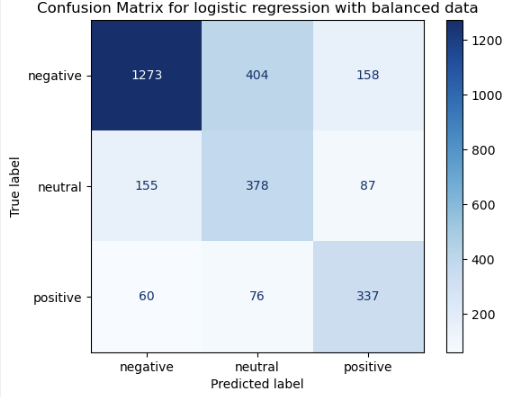 Confusion Matrix for logistic regression with balanced data
negative 1273 404 158
neutral 155 378 87
positive 60 76 337
negative neutral positive
Predicted label
True label
1200
1000
800
600
400
200